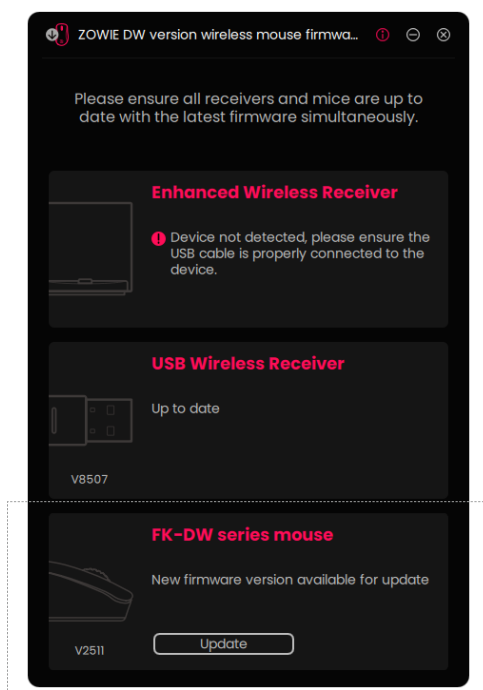 ZOWIE DW version wireless mouse firmwa...
Please ensure all receivers and mice are up to
date with the latest firmware simultaneously.
Enhanced Wireless Receiver
Device not detected, please ensure the
USB cable is properly connected to the
device.
USB Wireless Receiver
Up to date
V8507
FK-DW series mouse
New firmware version available for update
V2511
Update